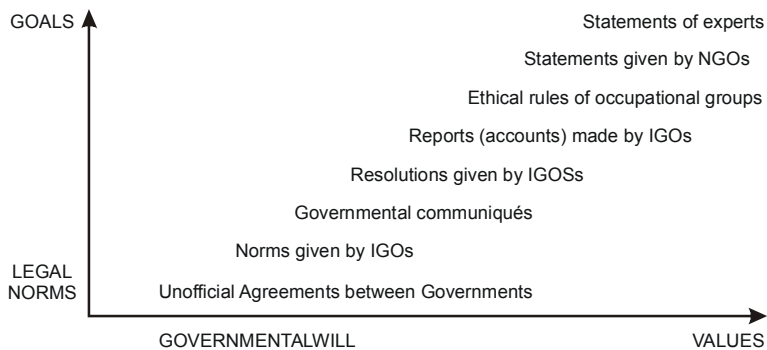 GOALS
Statements of experts
Statements given by NGOs
Ethical rules of occupational groups
Reports (accounts) made by IGOs
Resolutions given by IGOSs
Governmental communiqués
Norms given by IGOs
LEGAL
NORMS
Unofficial Agreements between Governments
GOVERNMENTALWILL
VALUES